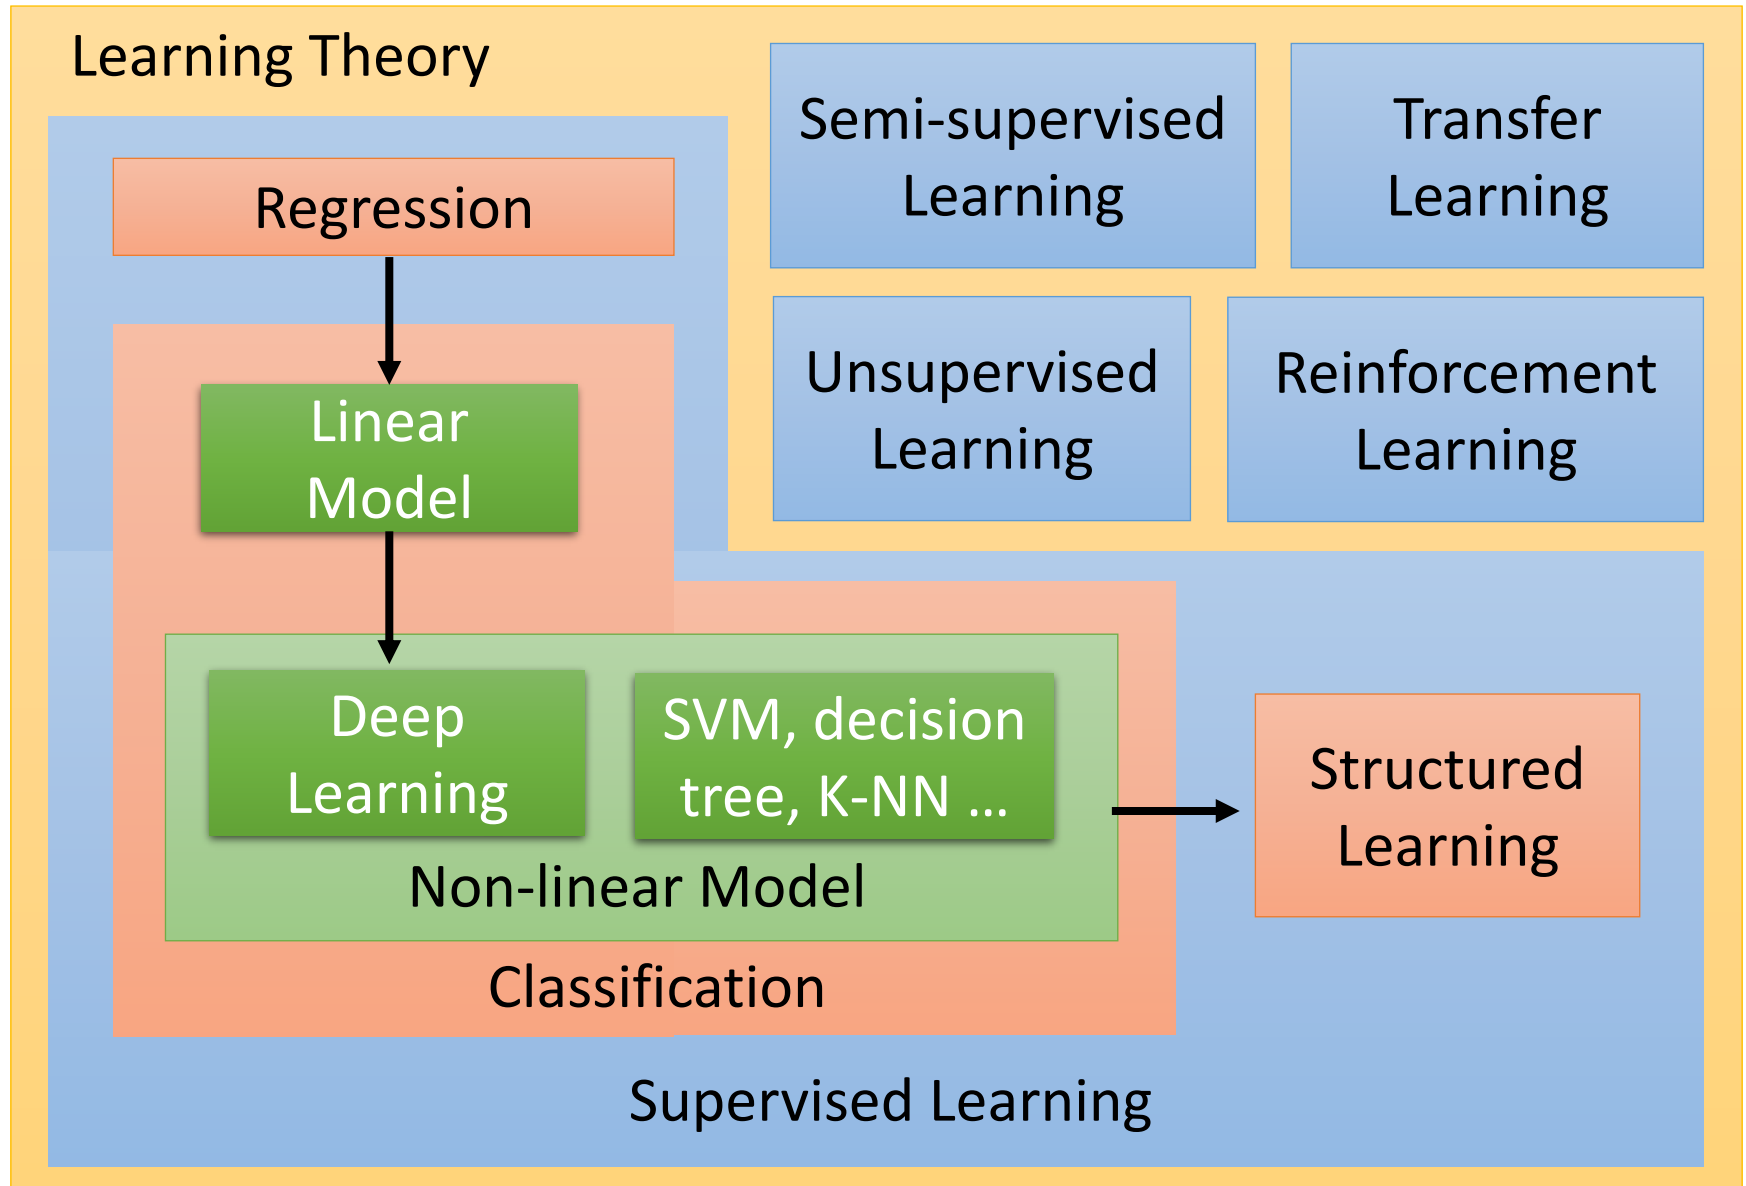 Learning Theory
Regression
Linear
Model
Deep
Learning
SVM, decision
tree, K-NN ...
Non-linear Model
Classification
Supervised Learning
Structured
Learning
Semi-supervised
Learning
Transfer
Learning
Unsupervised
Learning
Reinforcement
Learning